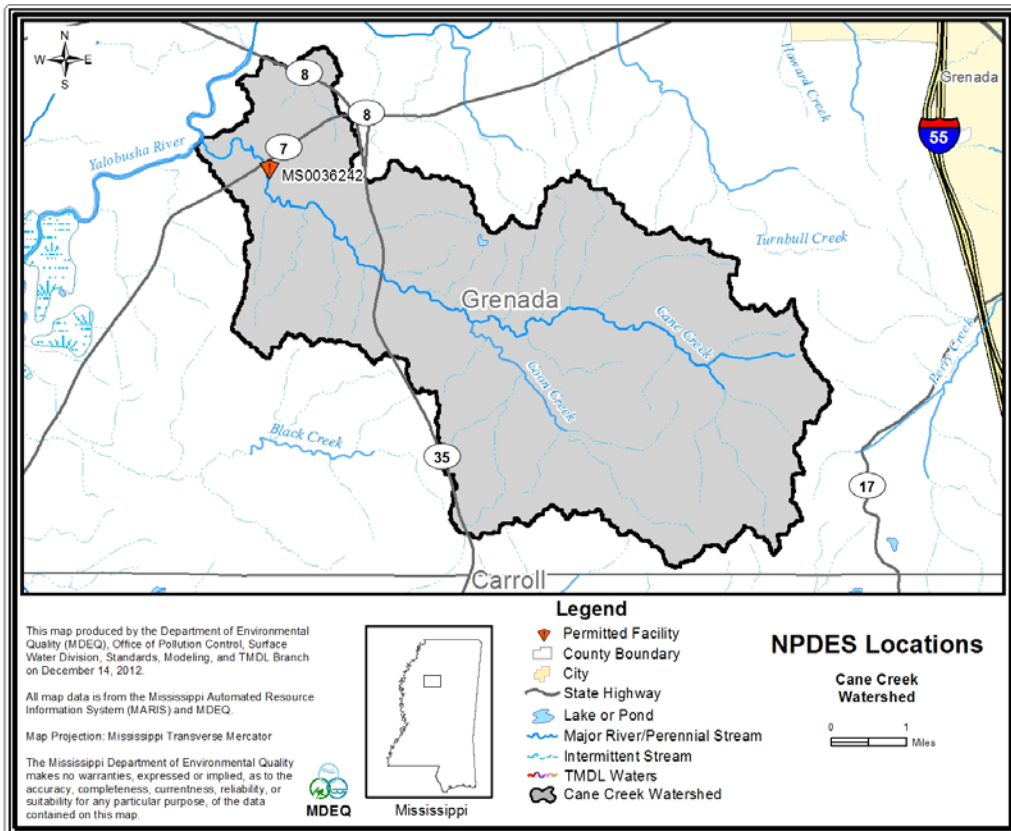 N
W
E
S
8
8
7
MS0036242
Yalobusha River
Howard Creek
Grenada
55
Turnbull Creek
Grenada
Cane Creek
Coon Creek
Perry Creek
Black Creek
35
17
Carroll
This map produced by the Department of Environmental
Quality (MDEQ), Office of Pollution Control, Surface
Water Division, Standards, Modeling, and TMDL Branch
on December 14, 2012.
All map data is from the Mississippi Automated Resource
Information System (MARIS) and MDEQ.
Map Projection: Mississippi Transverse Mercator
The Mississippi Department of Environmental Quality
makes no warranties, expressed or implied, as to the
accuracy, completeness, currentness, reliability, or
suitability for any particular purpose, of the data
contained on this map.
MDEQ
Mississippi
Legend
Permitted Facility
County Boundary
City
State Highway
Lake or Pond
Major River/Perennial Stream
Intermittent Stream
TMDL Waters
Cane Creek Watershed
NPDES Locations
Cane Creek
Watershed
0 1
Miles